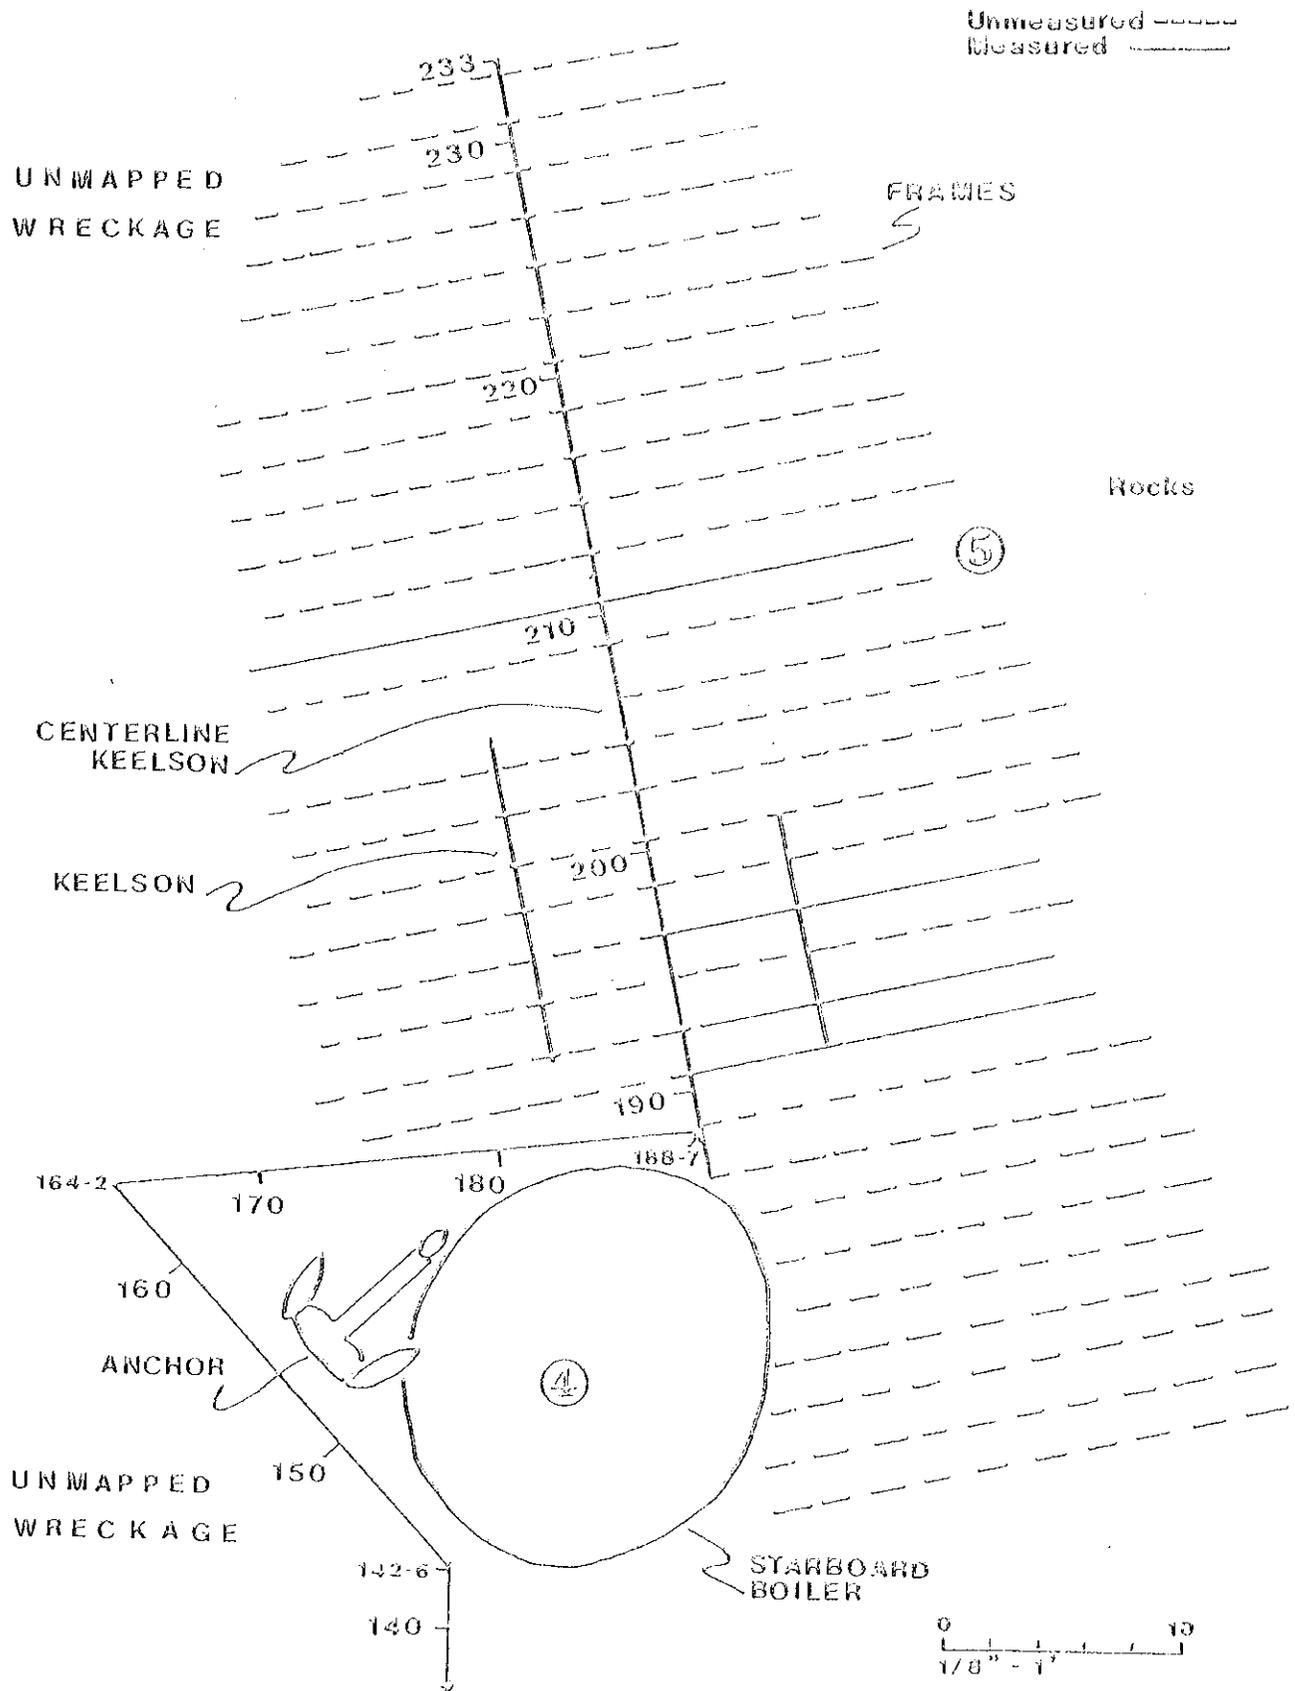 Unmeasured
Measured
233
230
UNMAPPED
WRECKAGE
FRAMES
220
Rocks
5
210
CENTERLINE
KEELSON
200
KEELSON
190
188-7
164-2
170
180
160
ANCHOR
4
150
UNMAPPED
WRECKAGE
142-6
STARBOARD
BOILER
140
0 10
1/8" - 1'